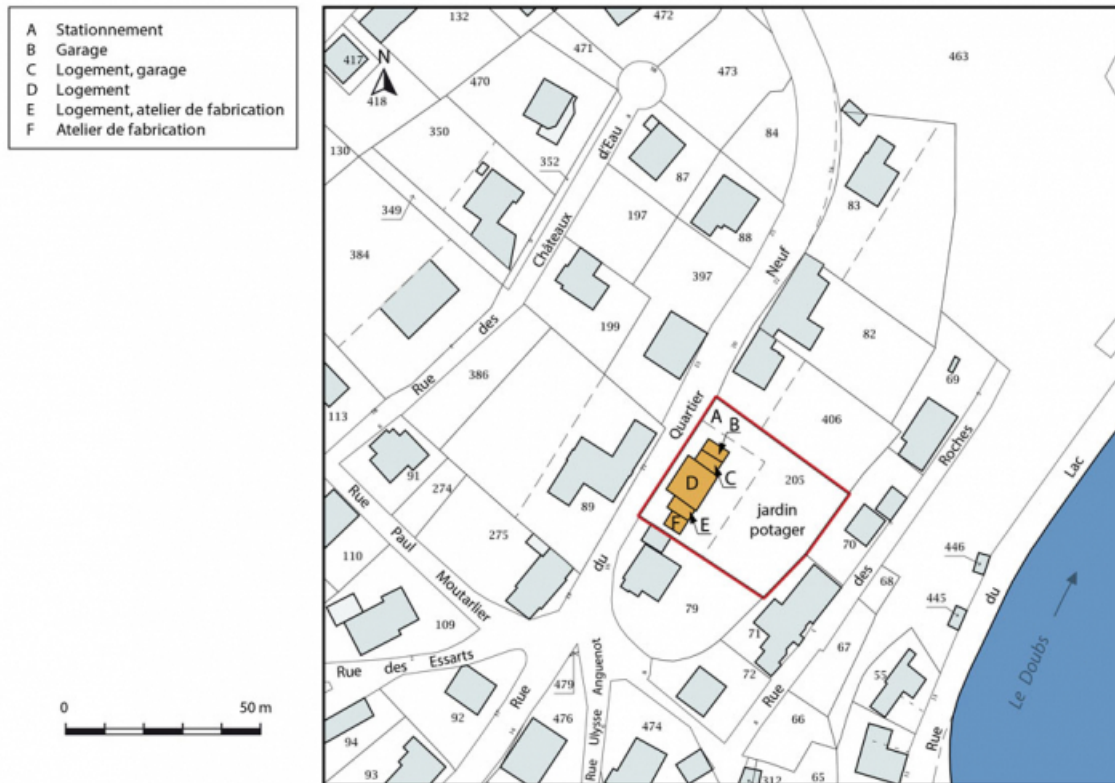 A Stationnement
B Garage
C Logement, garage
D Logement
E Logement, atelier de fabrication
F Atelier de fabrication
132
472
417
N
471
473
463
418
470
84
350
d'Eau
130
352
87
83
349
197
88
Châteaux
384
Neuf
397
des
199
82
386
69
Rue
Quartier
A
B
406
113
Roches
Lac
91
C
205
D
274
89
jardin
potager
Rue
F
E
275
Paul
70
446
110
du
des
68
du
Moutarlier
79
445
109
71
67
Le Doubs
Rue des Essarts
Anguenot
72
Rue
55
0 50 m
479
Rue
92
476
Rue Ulysse
474
66
Rue
94
93
312
65